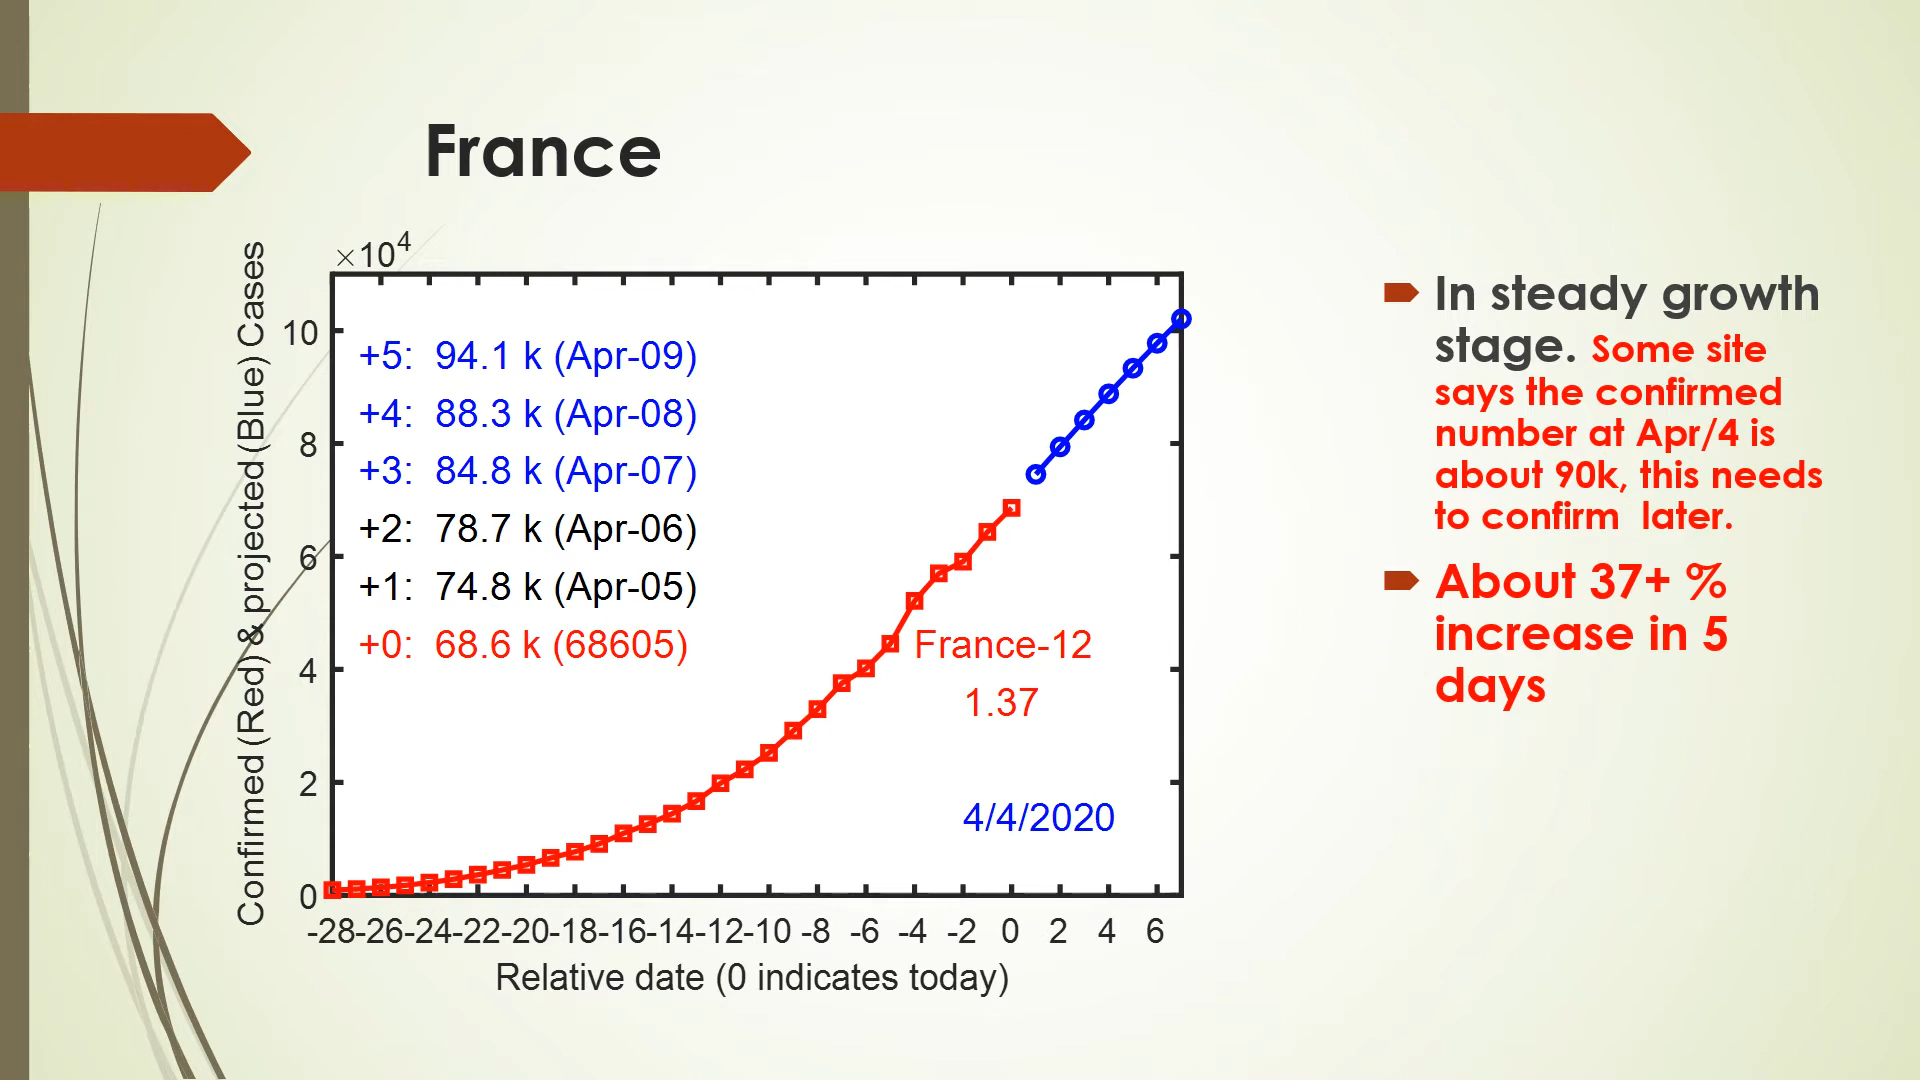 France
×10⁴
Confirmed (Red) & projected (Blue) Cases
10
8
6
4
2
0
+5: 94.1 k (Apr-09)
+4: 88.3 k (Apr-08)
+3: 84.8 k (Apr-07)
+2: 78.7 k (Apr-06)
+1: 74.8 k (Apr-05)
+0: 68.6 k (68605)
France-12
1.37
4/4/2020
-28 -26 -24 -22 -20 -18 -16 -14 -12 -10 -8 -6 -4 -2 0 2 4 6
Relative date (0 indicates today)
In steady growth
stage. Some site
says the confirmed
number at Apr/4 is
about 90k, this needs
to confirm later.
About 37+ %
increase in 5
days